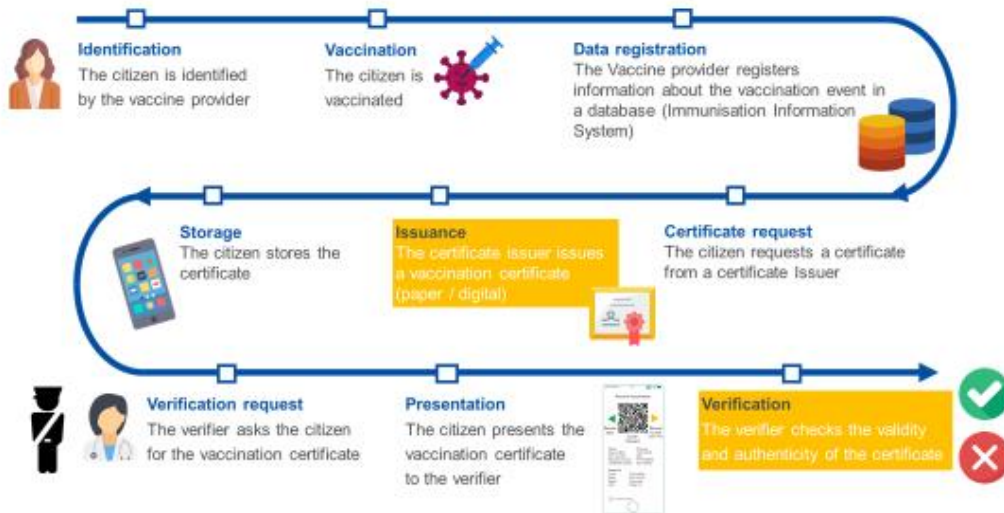 Identification
The citizen is identified
by the vaccine provider
Vaccination
The citizen is
vaccinated
Data registration
The Vaccine provider registers
information about the vaccination event in
a database (Immunisation Information
System)
Storage
The citizen stores the
certificate
Issuance
The certificate issuer issues
a vaccination certificate
(paper / digital)
Certificate request
The citizen requests a certificate
from a certificate Issuer
Verification request
The verifier asks the citizen
for the vaccination certificate
Presentation
The citizen presents the
vaccination certificate
to the verifier
Verification
The verifier checks the validity
and authenticity of the certificate